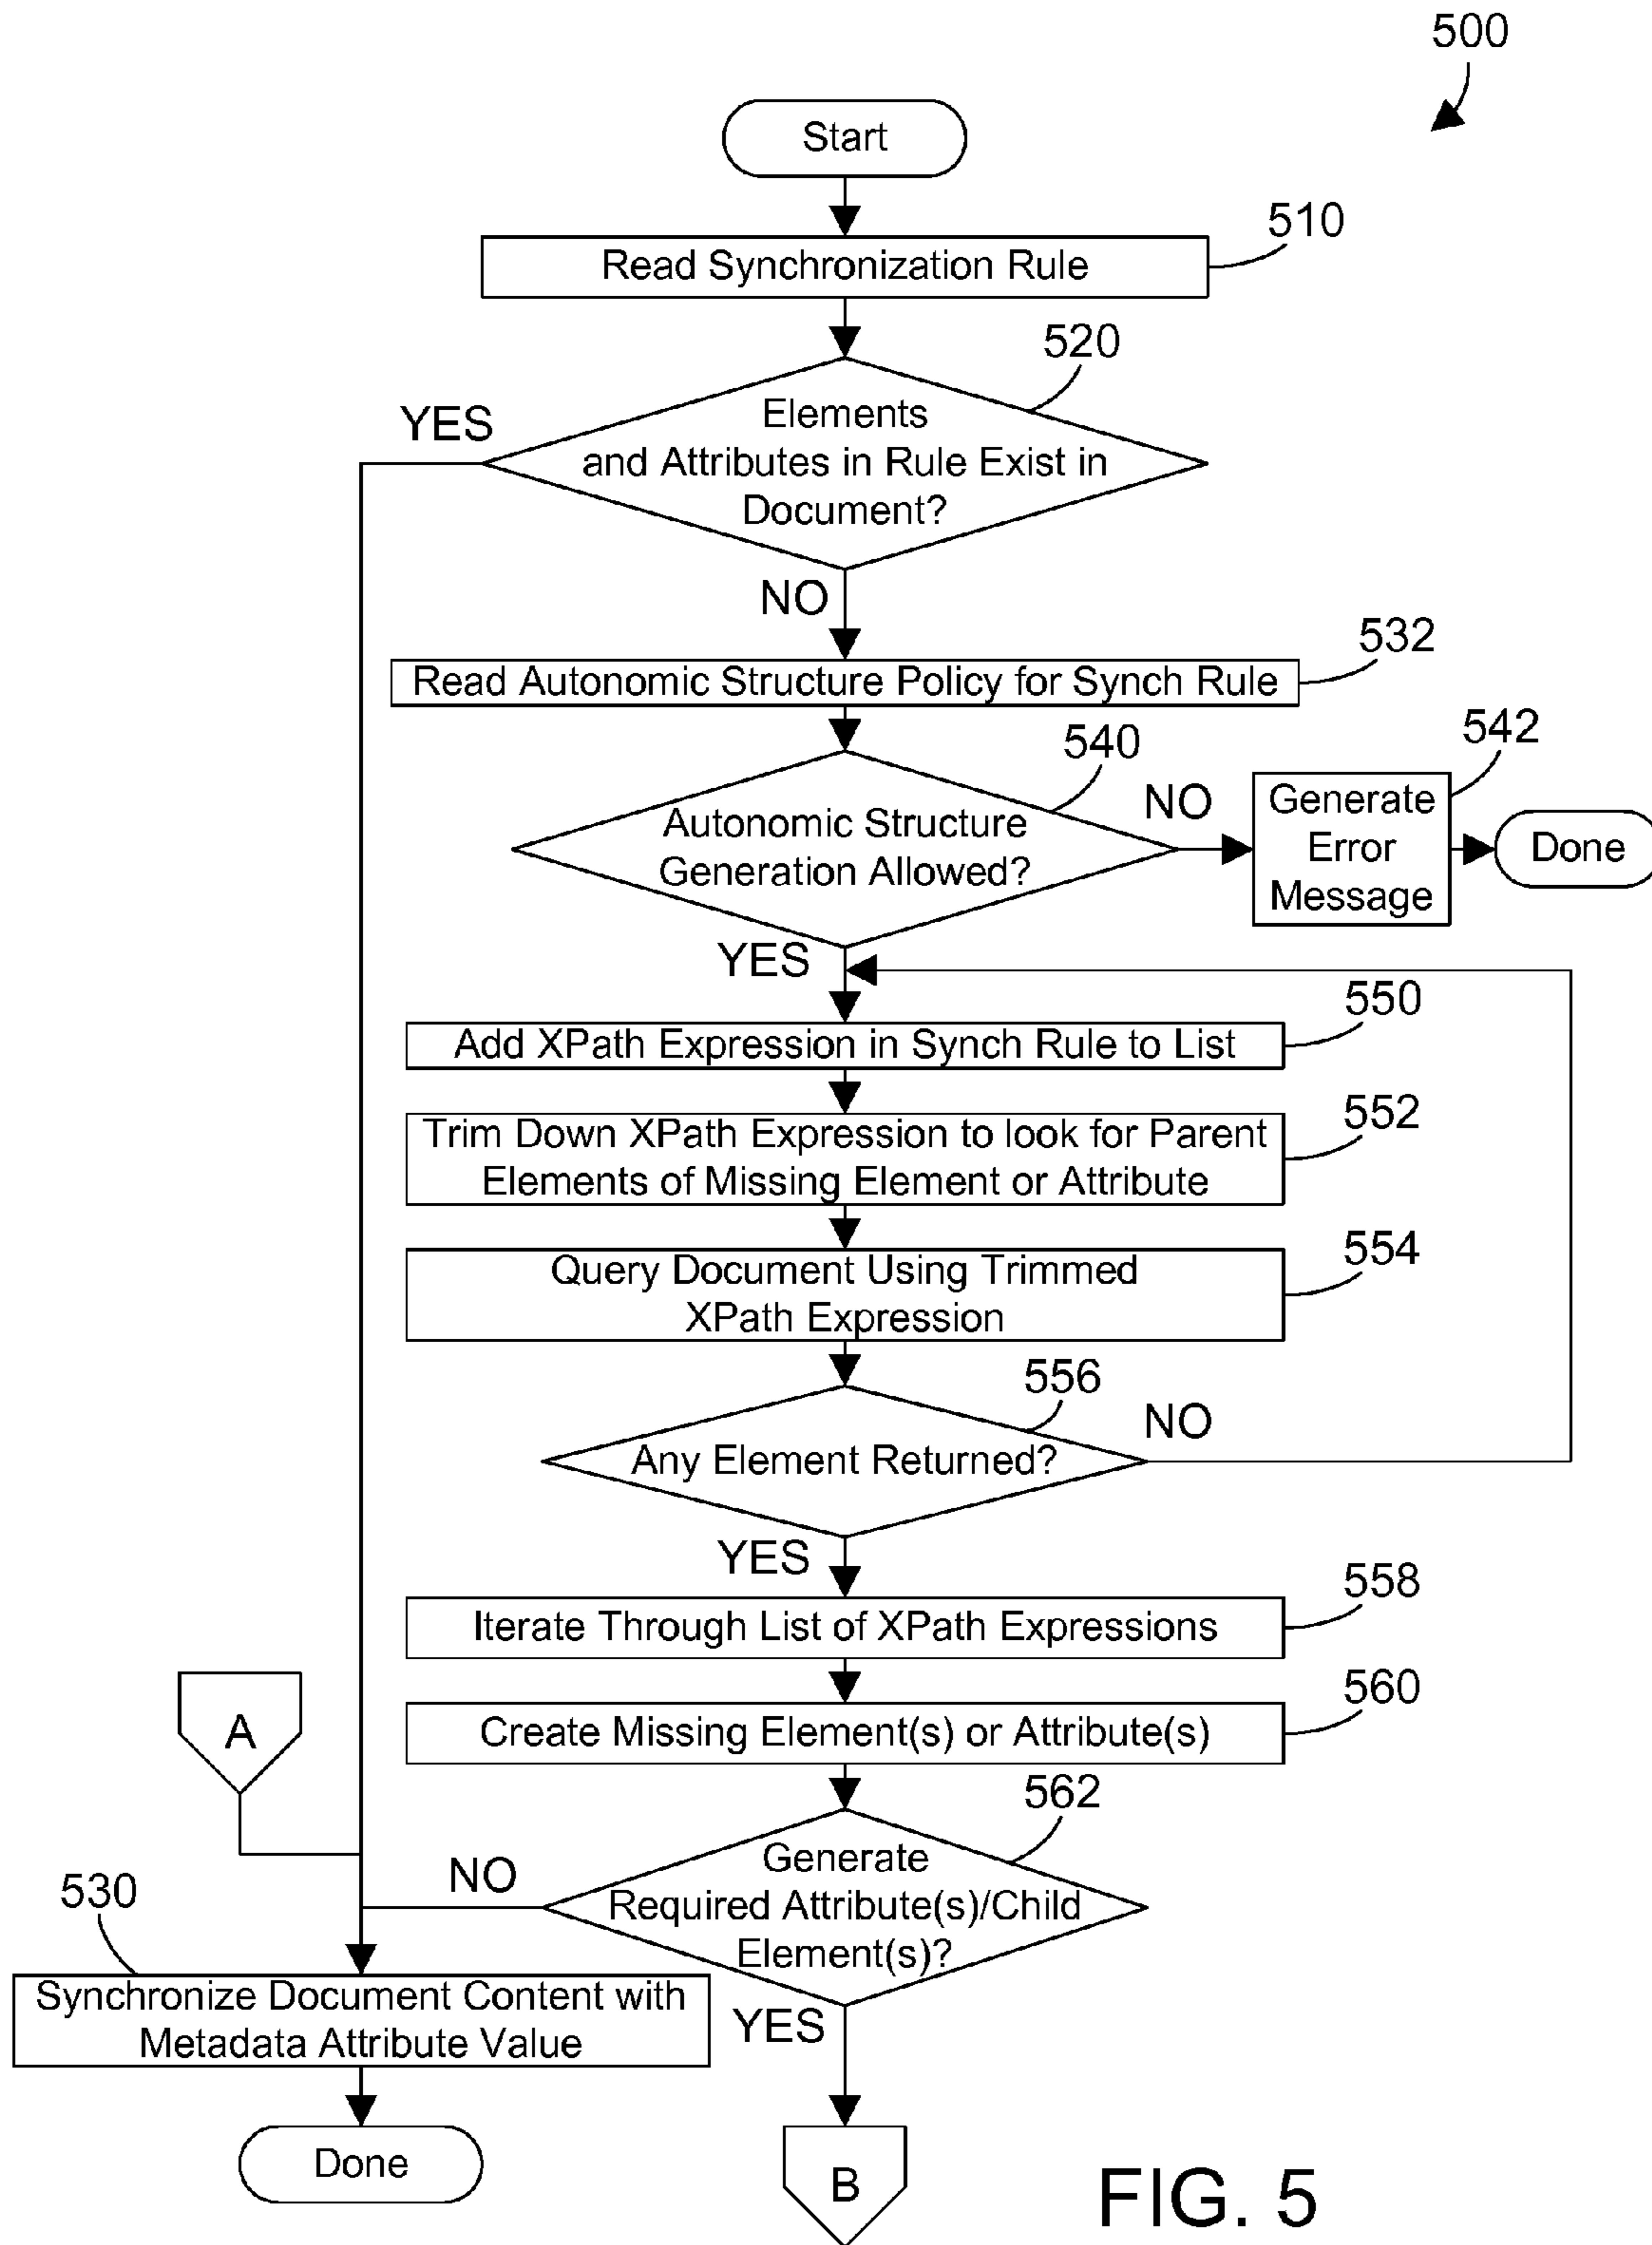 500
Start
510
Read Synchronization Rule
520
YES
Elements
and Attributes in Rule Exist in
Document?
NO
532
Read Autonomic Structure Policy for Synch Rule
540
542
NO
Autonomic Structure
Generation Allowed?
Generate
Error
Message
Done
YES
550
Add XPath Expression in Synch Rule to List
552
Trim Down XPath Expression to look for Parent
Elements of Missing Element or Attribute
554
Query Document Using Trimmed
XPath Expression
556
NO
Any Element Returned?
YES
558
Iterate Through List of XPath Expressions
560
A
Create Missing Element(s) or Attribute(s)
562
NO
Generate
Required Attribute(s)/Child
Element(s)?
530
Synchronize Document Content with
Metadata Attribute Value
YES
Done
B
FIG. 5